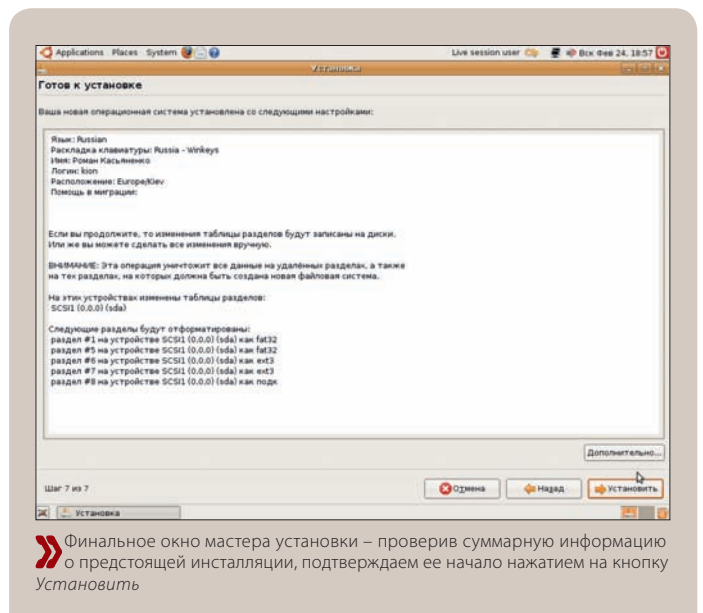 Applications Places System Live session user Вск Фев 24, 18:57
Установка
Готов к установке
Ваша новая операционная система установлена со следующими настройками:
Язык: Russian
Раскладка клавиатуры: Russia - Winkeys
Имя: Роман Касьяненко
Логин: kion
Расположение: Europe/Kiev
Помощь в миграции:
Если вы продолжите, то изменения таблицы разделов будут записаны на диски.
Или же вы можете сделать все изменения вручную.
ВНИМАНИЕ: Эта операция уничтожит все данные на удалённых разделах, а также
на тех разделах, на которых должна быть создана новая файловая система.
На этих устройствах изменены таблицы разделов:
SCSI1 (0,0,0) (sda)
Следующие разделы будут отформатированы:
раздел #1 на устройстве SCSI1 (0,0,0) (sda) как fat32
раздел #5 на устройстве SCSI1 (0,0,0) (sda) как fat32
раздел #6 на устройстве SCSI1 (0,0,0) (sda) как ext3
раздел #7 на устройстве SCSI1 (0,0,0) (sda) как ext3
раздел #8 на устройстве SCSI1 (0,0,0) (sda) как подк
Дополнительно...
Шаг 7 из 7 Отмена Назад Установить
Установка
Финальное окно мастера установки – проверив суммарную информацию
о предстоящей инсталляции, подтверждаем ее начало нажатием на кнопку
Установить